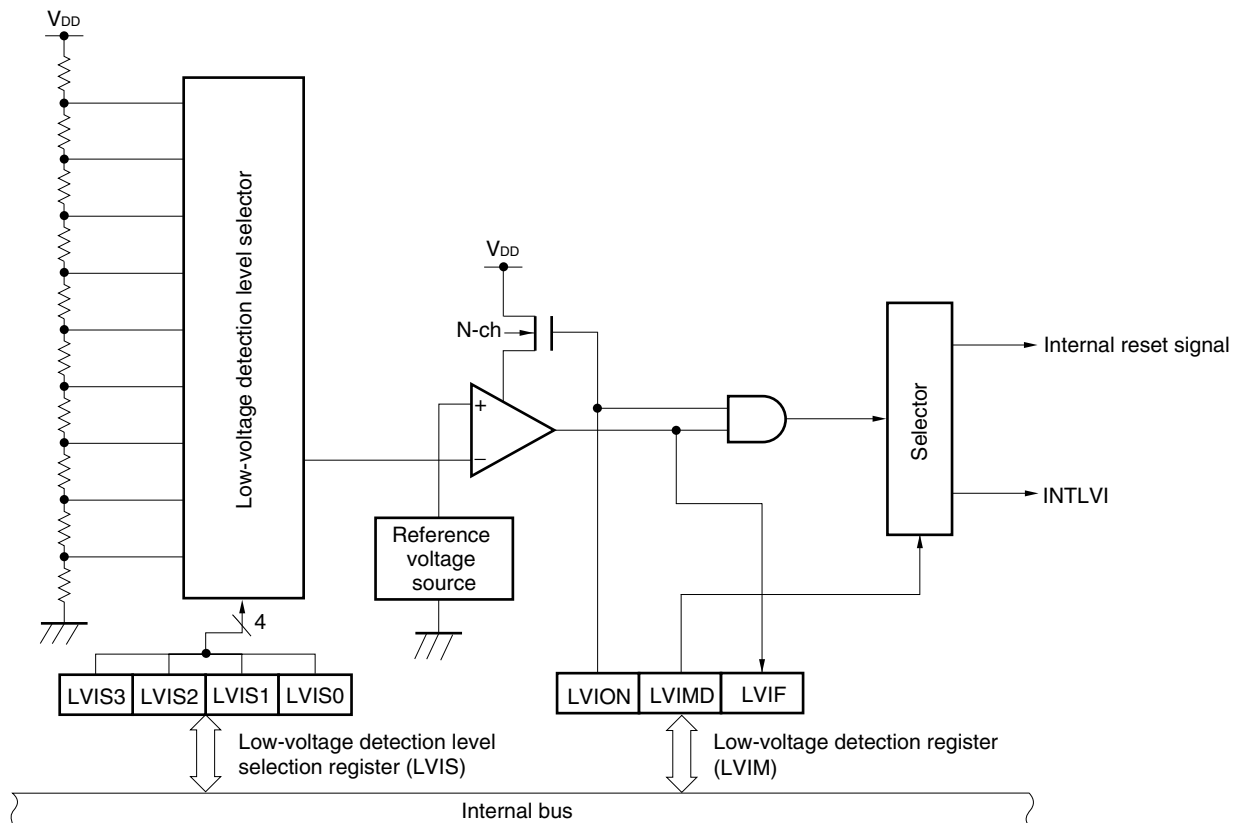 VDD
Low-voltage detection level selector
VDD
N-ch
+
−
Reference
voltage
source
Selector
Internal reset signal
INTLVI
4
LVIS3 LVIS2 LVIS1 LVIS0
LVION LVIMD LVIF
Low-voltage detection level
selection register (LVIS)
Low-voltage detection register
(LVIM)
Internal bus